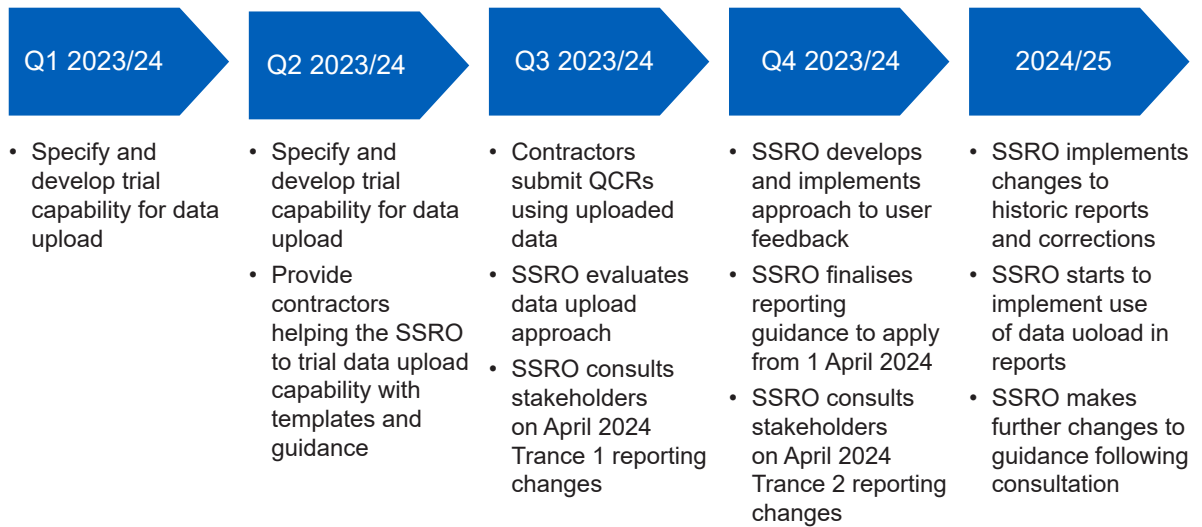 Q1 2023/24
• Specify and
develop trial
capability for data
upload
Q2 2023/24
• Specify and
develop trial
capability for data
upload
• Provide
contractors
helping the SSRO
to trial data upload
capability with
templates and
guidance
Q3 2023/24
• Contractors
submit QCRs
using uploaded
data
• SSRO evaluates
data upload
approach
• SSRO consults
stakeholders
on April 2024
Trance 1 reporting
changes
Q4 2023/24
• SSRO develops
and implements
approach to user
feedback
• SSRO finalises
reporting
guidance to apply
from 1 April 2024
• SSRO consults
stakeholders
on April 2024
Trance 2 reporting
changes
2024/25
• SSRO implements
changes to
historic reports
and corrections
• SSRO starts to
implement use
of data uoload in
reports
• SSRO makes
further changes to
guidance following
consultation